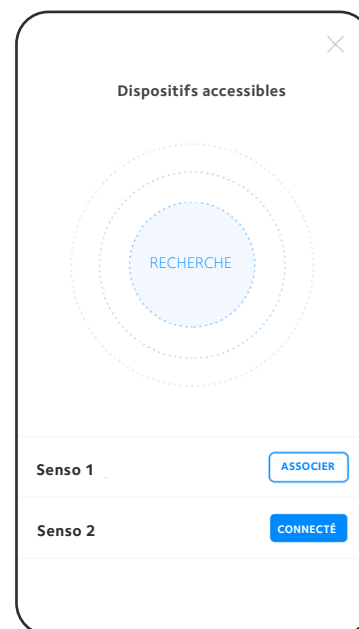 Dispositifs accessibles
RECHERCHE
Senso 1
ASSOCIER
Senso 2
CONNECTÉ